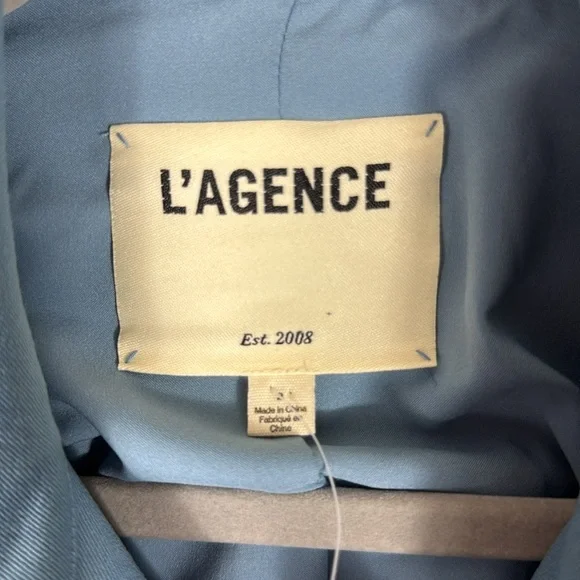 L'AGENCE
Est. 2008
Made in China
Fabriqué en
Chine